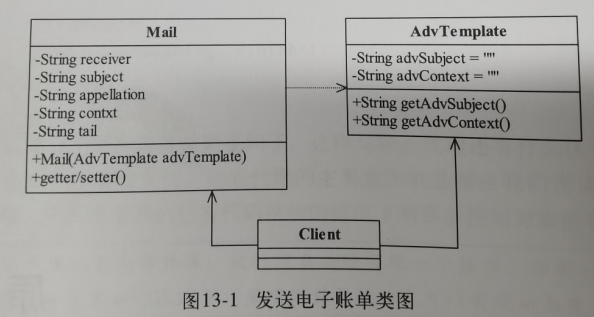 Mail
-String receiver
-String subject
-String appellation
-String contxt
-String tail
+Mail(AdvTemplate advTemplate)
+getter/setter()
AdvTemplate
-String advSubject = ""
-String advContext = ""
+String getAdvSubject()
+String getAdvContext()
Client
图13-1 发送电子账单类图